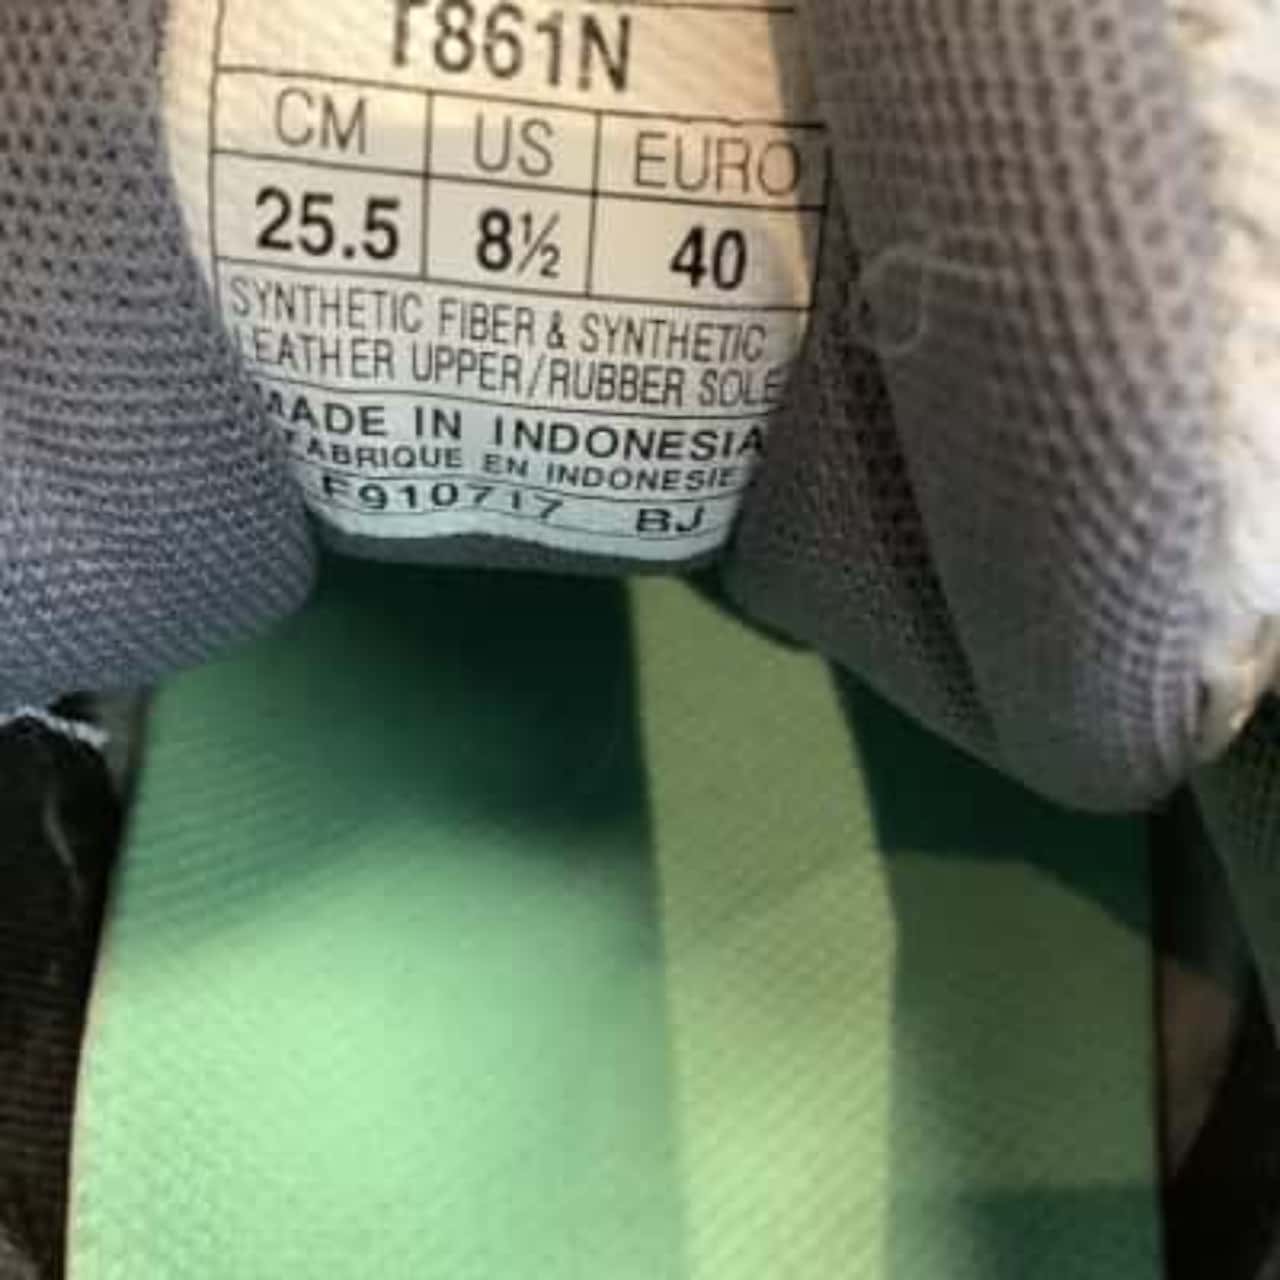 T861N
CM US EURO
25.5 8½ 40
SYNTHETIC FIBER & SYNTHETIC
LEATHER UPPER/RUBBER SOLE
MADE IN INDONESIA
FABRIQUE EN INDONESIE
F910717 BJ